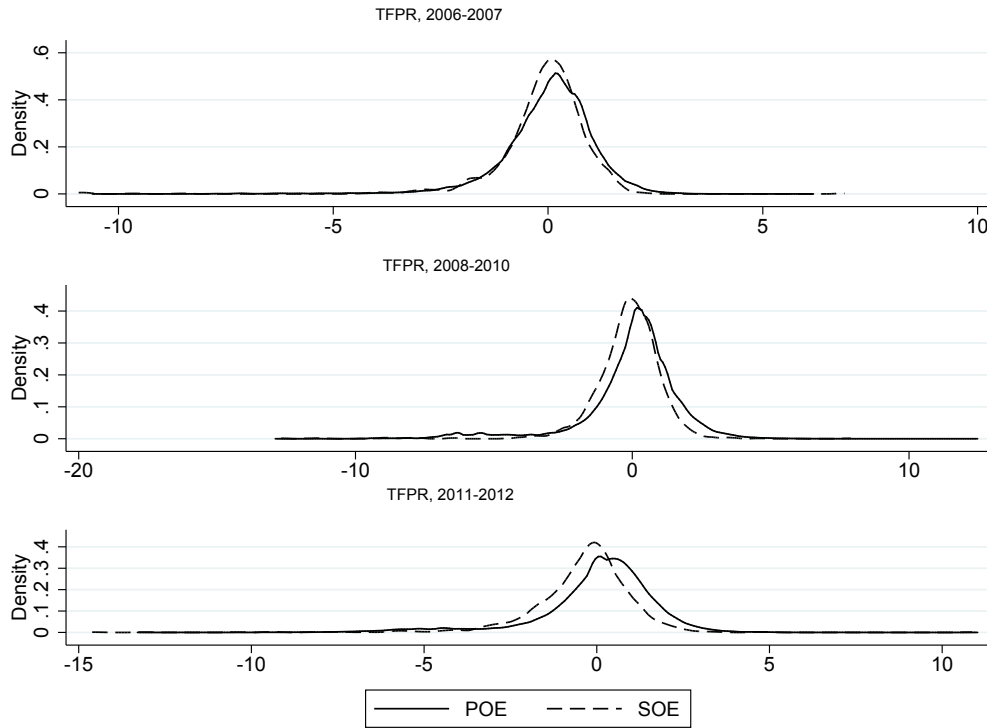 TFPR, 2006-2007
Density
0 .2 .4 .6
-10 -5 0 5 10
TFPR, 2008-2010
Density
0 .1 .2 .3 .4
-20 -10 0 10
TFPR, 2011-2012
Density
0 .1 .2 .3 .4
-15 -10 -5 0 5 10
POE SOE